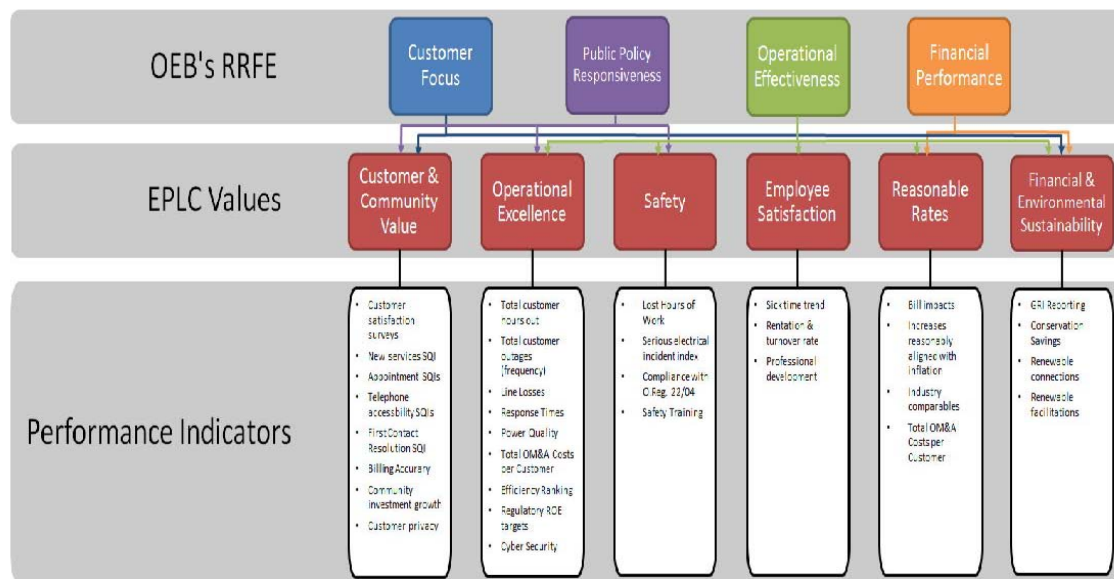 OEB's RRFE
Customer
Focus
Public Policy
Responsiveness
Operational
Effectiveness
Financial
Performance
EPLC Values
Customer &
Community
Value
Operational
Excellence
Safety
Employee
Satisfaction
Reasonable
Rates
Financial &
Environmental
Sustainability
Performance Indicators
• Customer
satisfaction
surveys
• New services SQI
• Appointment SQIs
• Telephone
accessbility SQIs
• First Contact
Resolution SQI
• Billling Accurary
• Community
investment growth
• Customer privacy
• Total customer
hours out
• Total customer
outages
(frequency)
• Line Losses
• Response Times
• Power Quality
• Total OM&A Costs
per Customer
• Efficiency Ranking
• Regulatory ROE
targets
• Cyber Security
• Lost Hours of
Work
• Serious electrical
incident index
• Compliance with
O.Reg. 22/04
• Safety Training
• Sick time trend
• Rentation &
turnover rate
• Professional
development
• Bill impacts
• Increases
reasonably
aligned with
inflation
• Industry
comparables
• Total OM&A
Costs per
Customer
• GRI Reporting
• Conservation
Savings
• Renewable
connections
• Renewable
facilitations